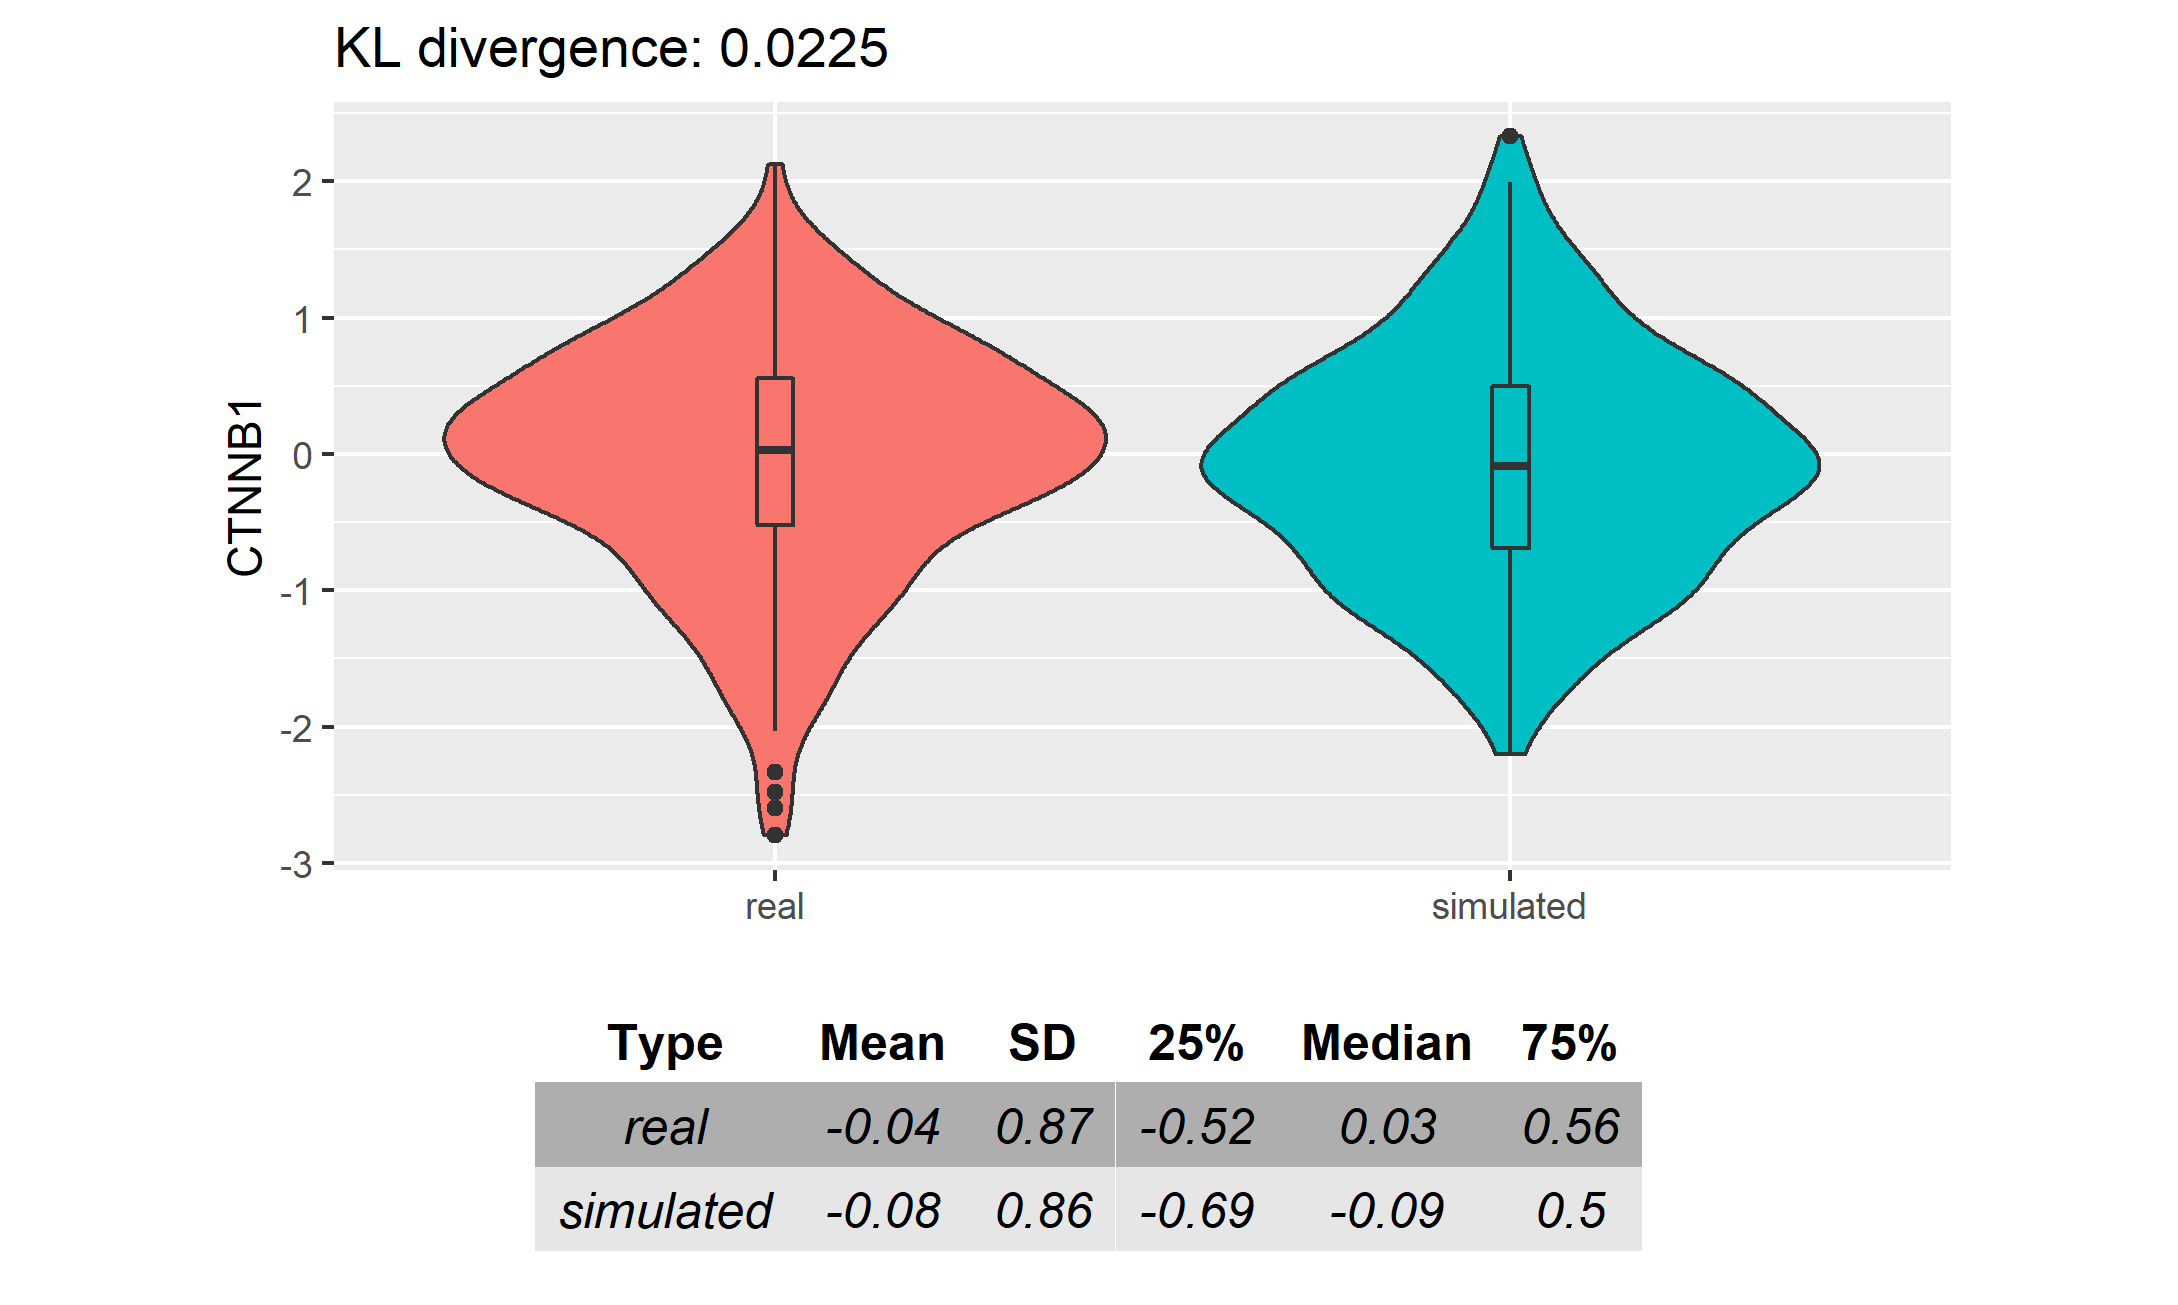 KL divergence: 0.0225
2
1
0
-1
-2
-3
CTNNB1
real simulated
Type Mean SD 25% Median 75%
real -0.04 0.87 -0.52 0.03 0.56
simulated -0.08 0.86 -0.69 -0.09 0.5